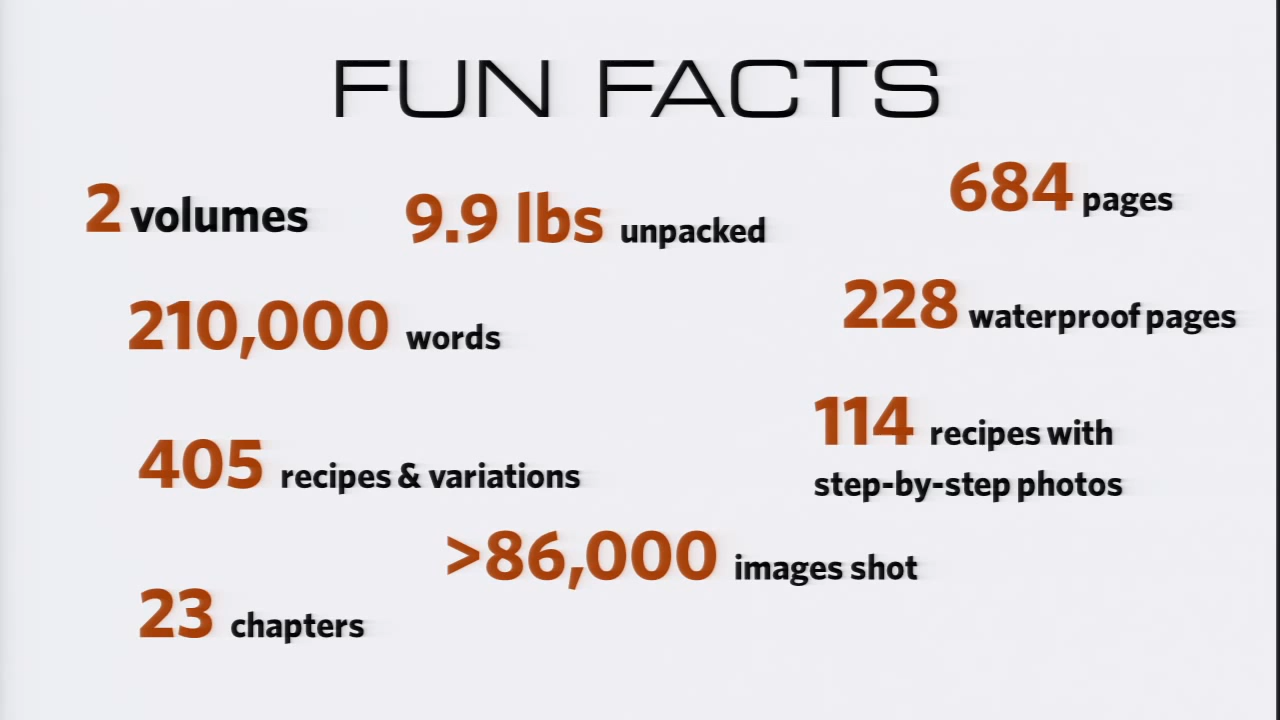 FUN FACTS
2 volumes
9.9 lbs unpacked
684 pages
210,000 words
228 waterproof pages
405 recipes & variations
114 recipes with
step-by-step photos
>86,000 images shot
23 chapters